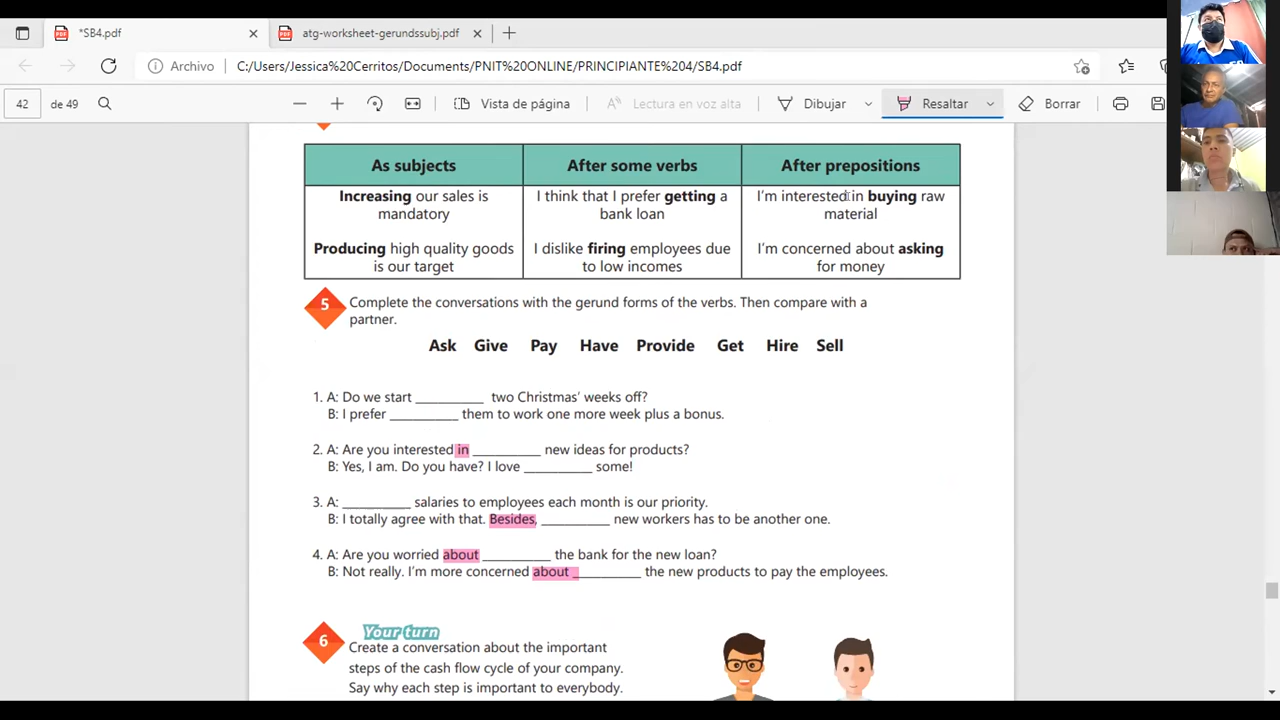 *SB4.pdf
atg-worksheet-gerundssubj.pdf
Archivo C:/Users/Jessica%20Cerritos/Documents/PNIT%20ONLINE/PRINCIPIANTE%204/SB4.pdf
42 de 49 Vista de página Lectura en voz alta Dibujar Resaltar Borrar
As subjects After some verbs After prepositions
Increasing our sales is I think that I prefer getting a I'm interested in buying raw
mandatory bank loan material
Producing high quality goods I dislike firing employees due I'm concerned about asking
is our target to low incomes for money
5 Complete the conversations with the gerund forms of the verbs. Then compare with a
partner.
Ask Give Pay Have Provide Get Hire Sell
1. A: Do we start __________ two Christmas' weeks off?
B: I prefer __________ them to work one more week plus a bonus.
2. A: Are you interested in __________ new ideas for products?
B: Yes, I am. Do you have? I love __________ some!
3. A: __________ salaries to employees each month is our priority.
B: I totally agree with that. Besides, __________ new workers has to be another one.
4. A: Are you worried about __________ the bank for the new loan?
B: Not really. I'm more concerned about __________ the new products to pay the employees.
6 Your turn
Create a conversation about the important
steps of the cash flow cycle of your company.
Say why each step is important to everybody.